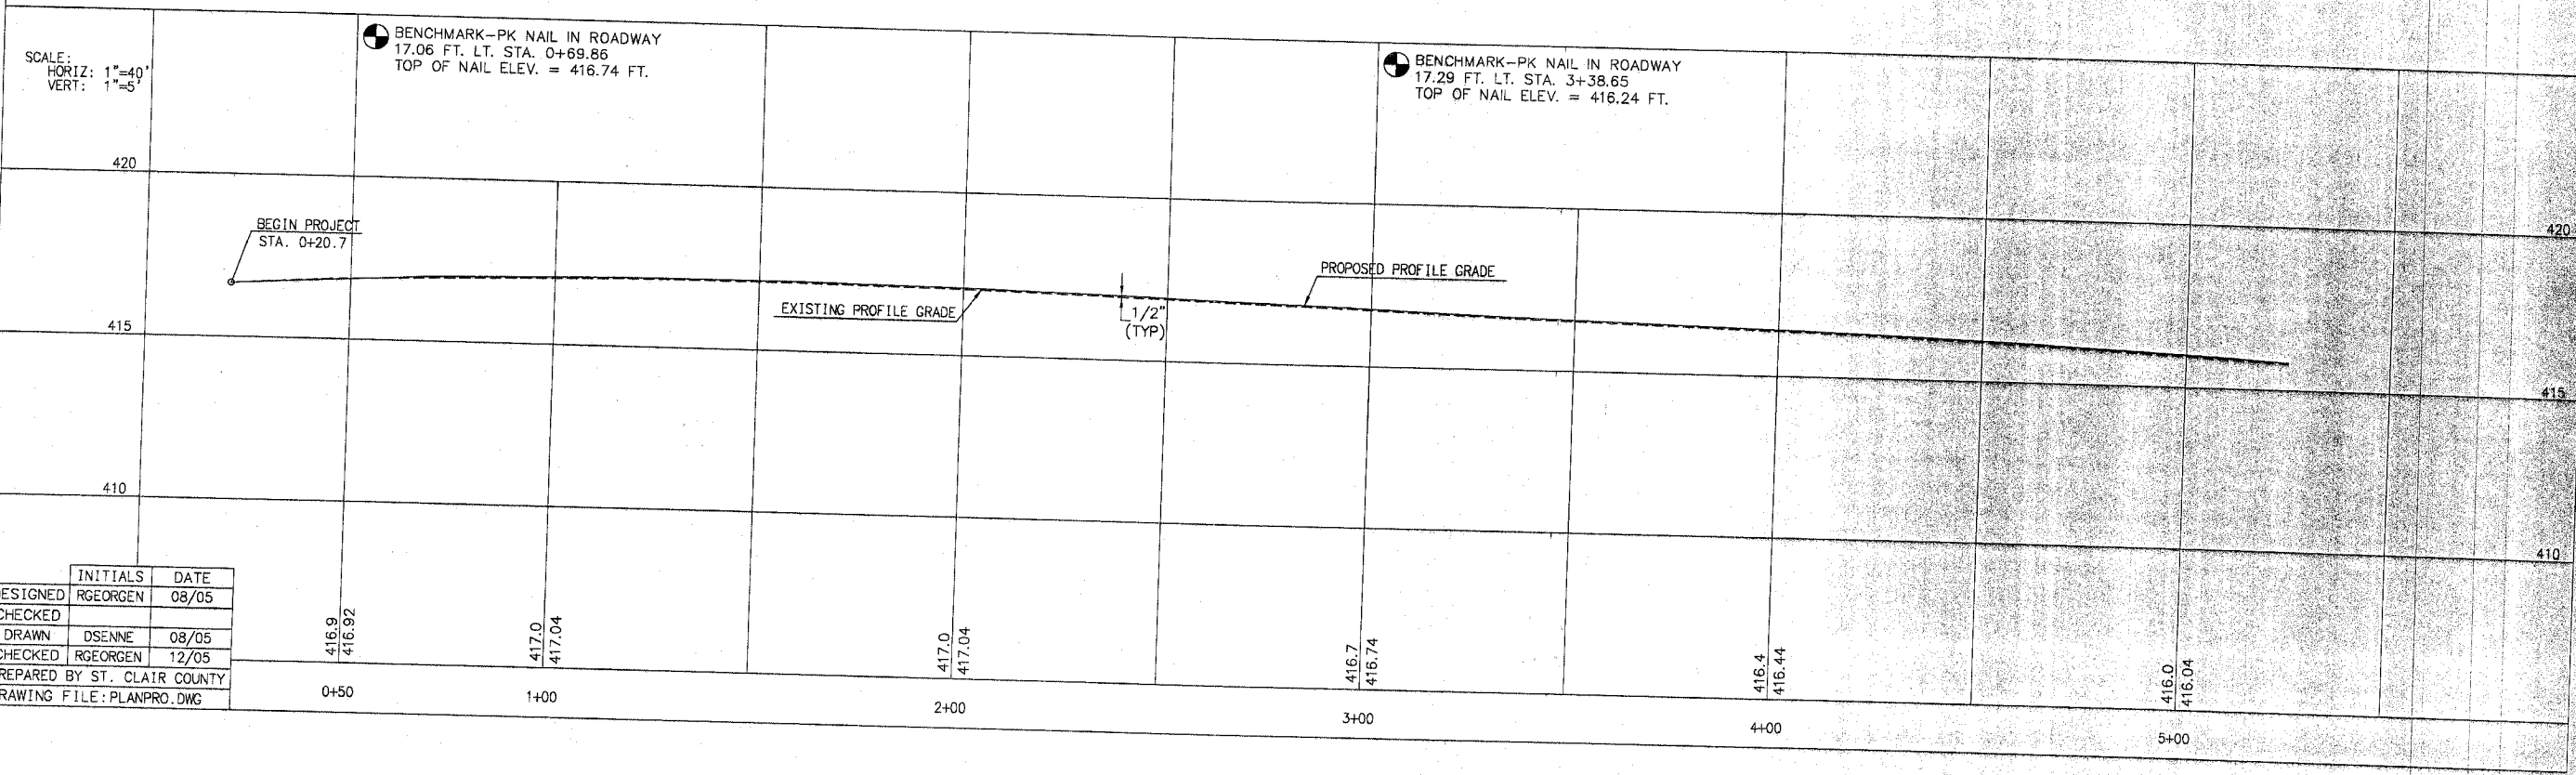 SCALE:
HORIZ: 1"=40'
VERT: 1"=5'
BENCHMARK-PK NAIL IN ROADWAY
17.06 FT. LT. STA. 0+69.86
TOP OF NAIL ELEV. = 416.74 FT.
BENCHMARK-PK NAIL IN ROADWAY
17.29 FT. LT. STA. 3+38.65
TOP OF NAIL ELEV. = 416.24 FT.
420
420
BEGIN PROJECT
STA. 0+20.7
PROPOSED PROFILE GRADE
EXISTING PROFILE GRADE
1/2"
(TYP)
415
415
410
410
INITIALS DATE
ESIGNED RGEORGEN 08/05
CHECKED
DRAWN DSENNE 08/05
CHECKED RGEORGEN 12/05
REPARED BY ST. CLAIR COUNTY
RAWING FILE: PLANPRO.DWG
416.9
416.92
417.0
417.04
417.0
417.04
416.7
416.74
416.4
416.44
416.0
416.04
0+50
1+00
2+00
3+00
4+00
5+00